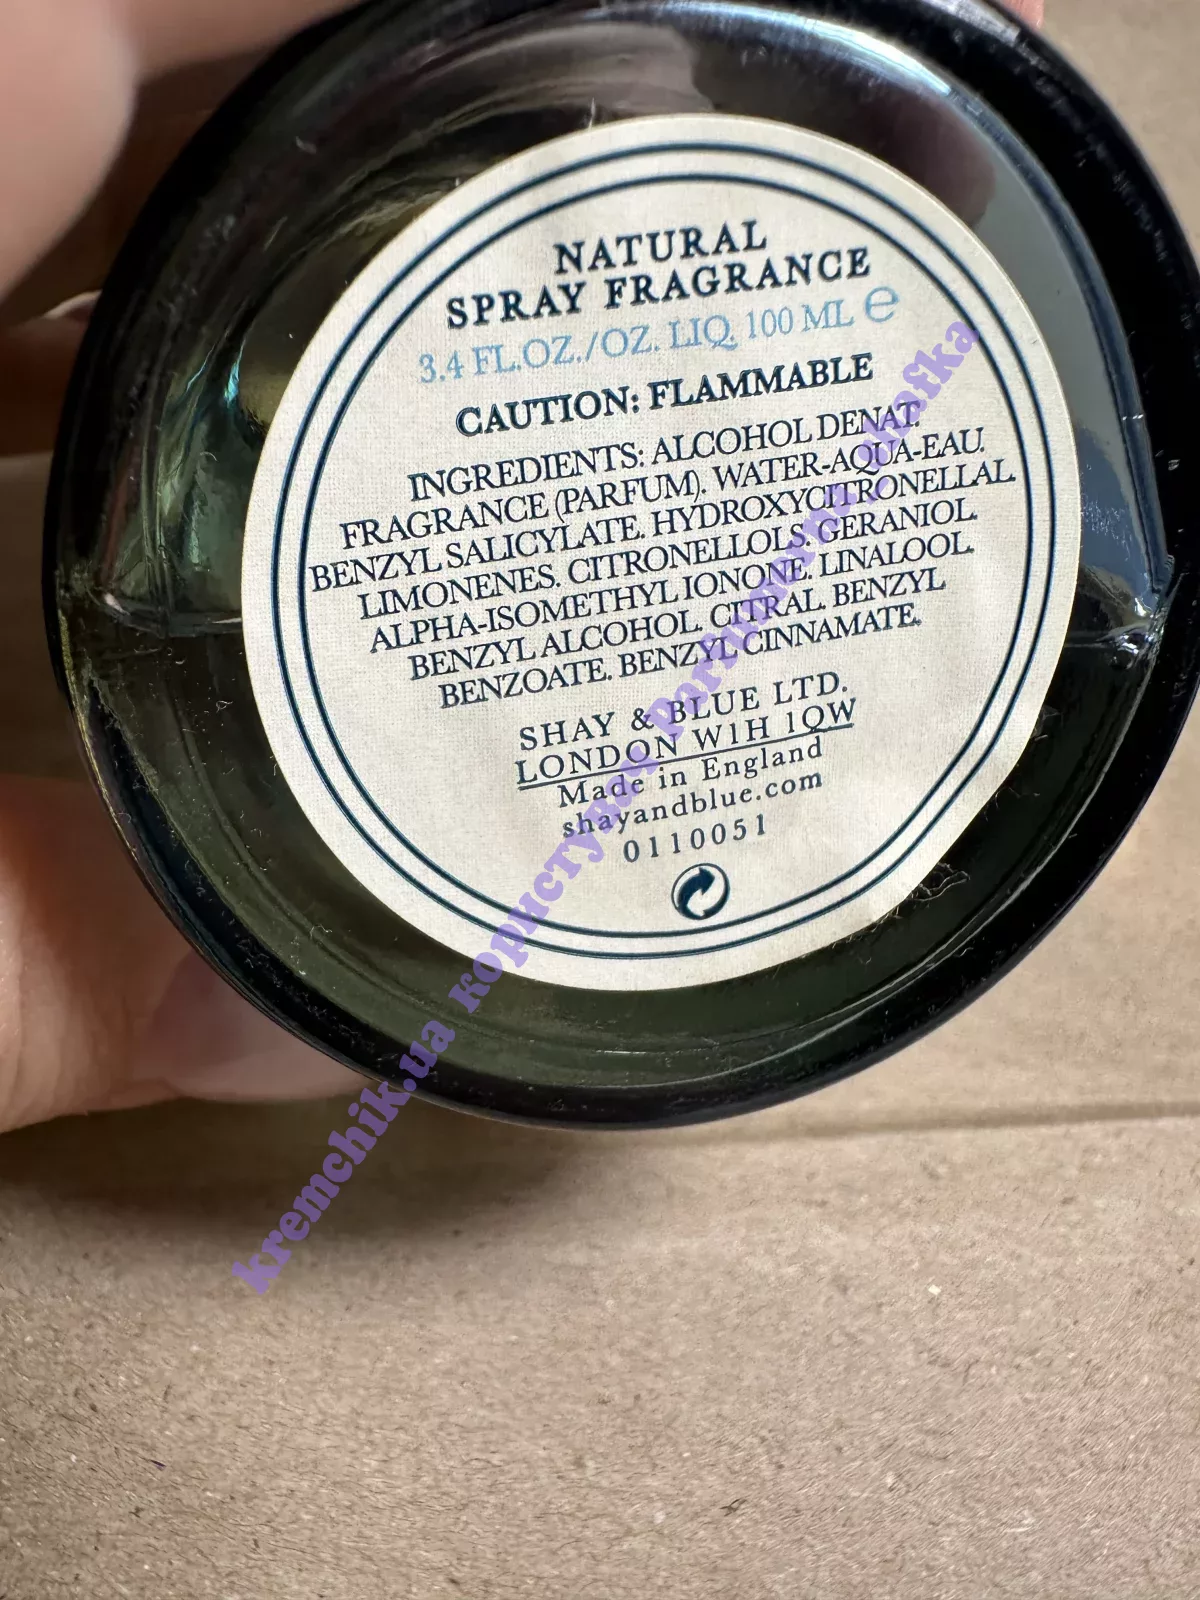 NATURAL
SPRAY FRAGRANCE
3.4 FL.OZ./OZ. LIQ. 100 ML e
CAUTION: FLAMMABLE
INGREDIENTS: ALCOHOL DENAT.
FRAGRANCE (PARFUM). WATER-AQUA-EAU.
BENZYL SALICYLATE. HYDROXYCITRONELLAL.
LIMONENES. CITRONELLOLS. GERANIOL.
ALPHA-ISOMETHYL IONONE. LINALOOL.
BENZYL ALCOHOL. CITRAL. BENZYL
BENZOATE. BENZYL CINNAMATE.
SHAY & BLUE LTD.
LONDON W1H 1QW
Made in England
shayandblue.com
0110051
kremchik.ua користувач